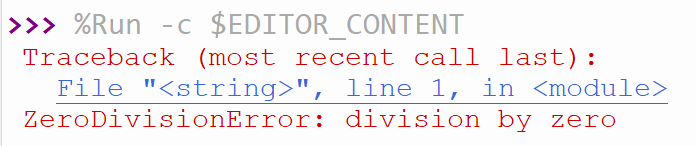 >>> %Run -c $EDITOR_CONTENT
Traceback (most recent call last):
File "<string>", line 1, in <module>
ZeroDivisionError: division by zero